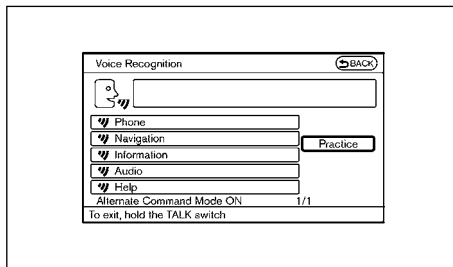 Voice Recognition
BACK
Phone
Navigation
Practice
Information
Audio
Help
Alternate Command Mode ON 1/1
To exit, hold the TALK switch